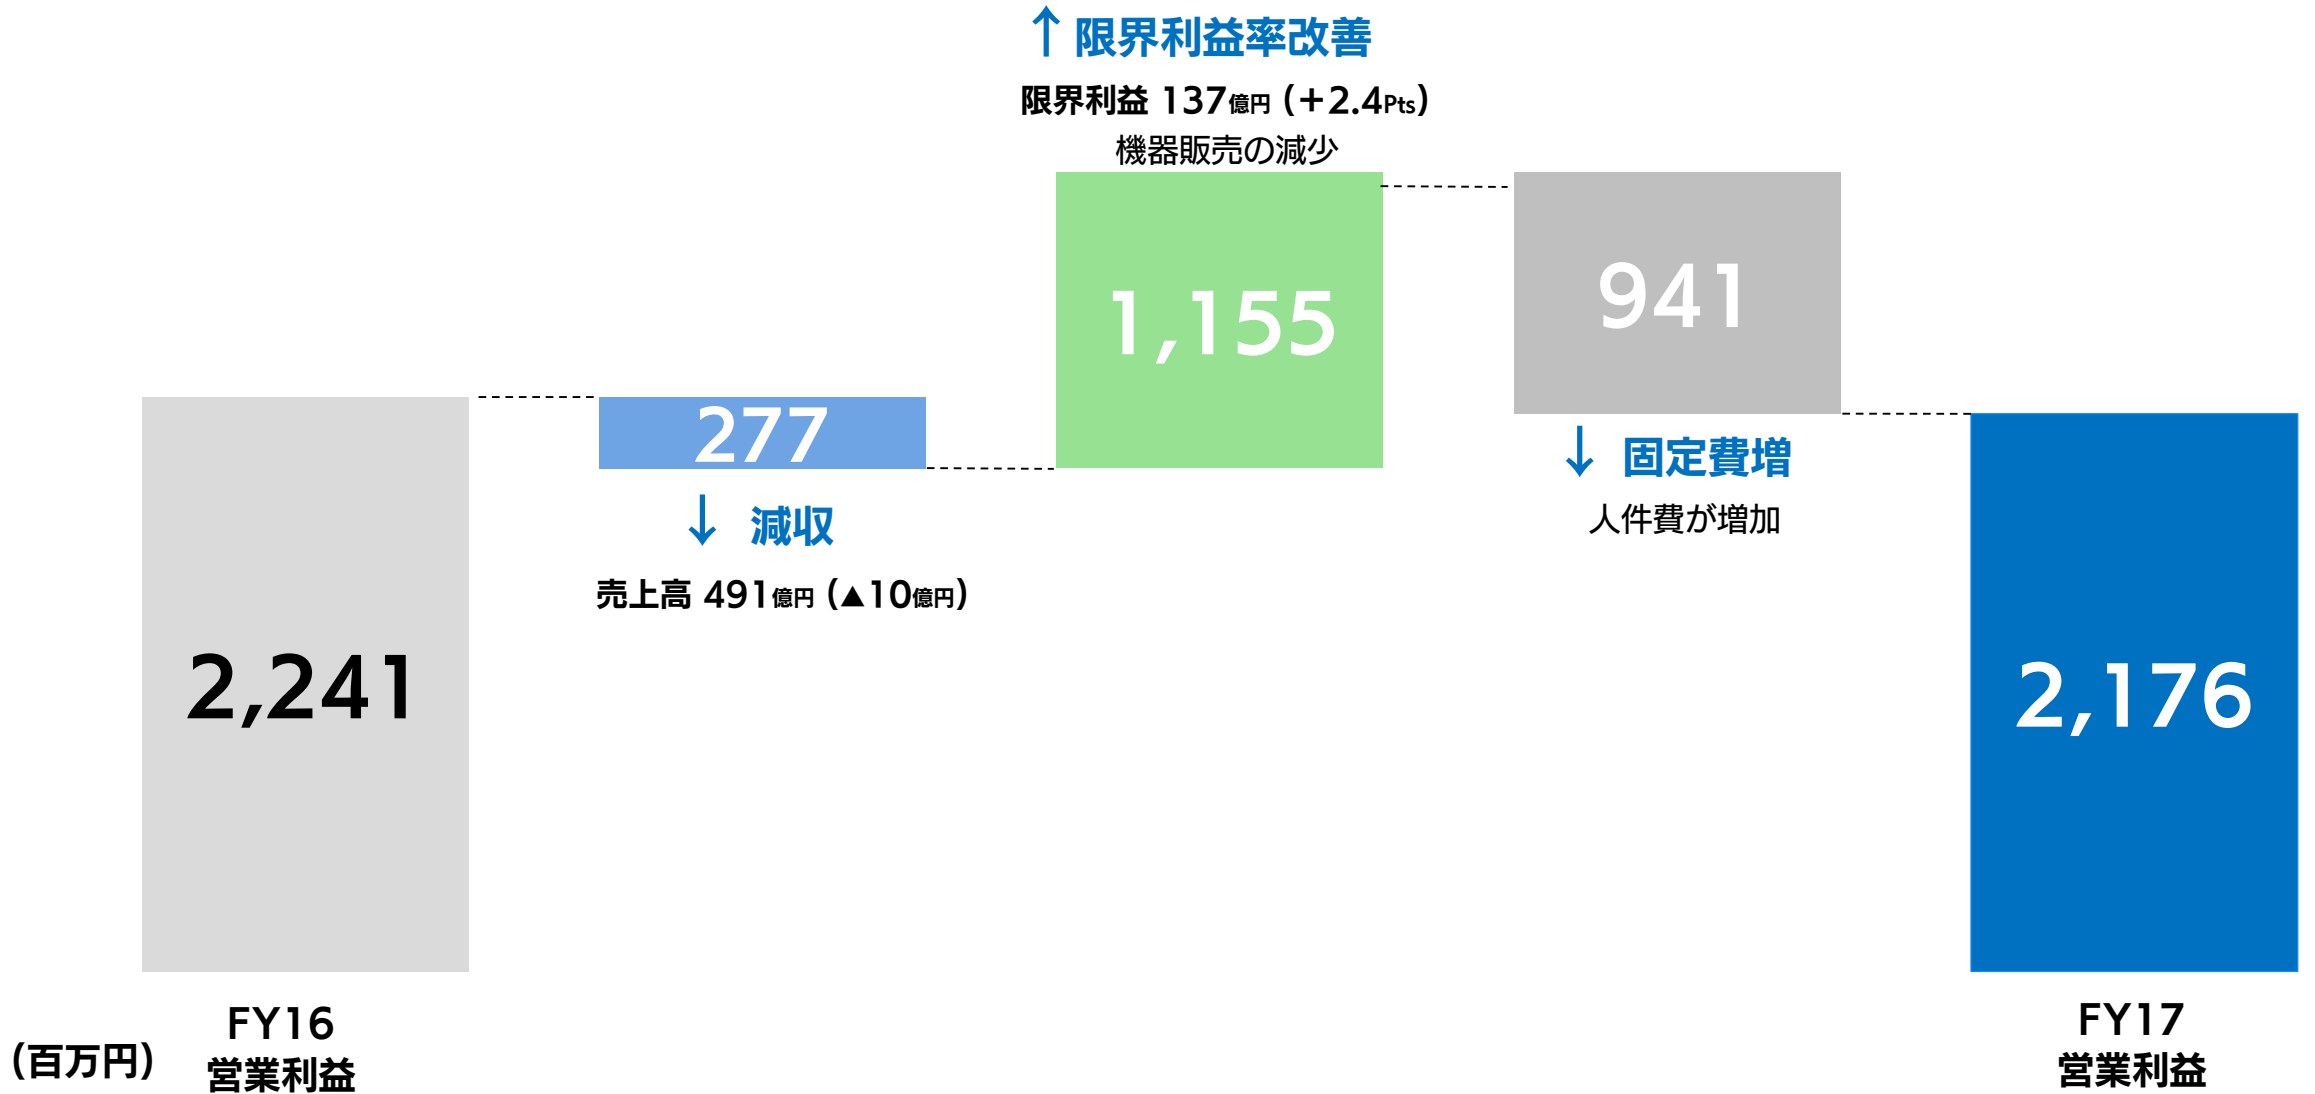 ↑ 限界利益率改善
限界利益 137億円 (+2.4Pts)
機器販売の減少
1,155
941
277
↓ 固定費増
人件費が増加
↓ 減収
売上高 491億円 (▲10億円)
2,241
2,176
FY16
営業利益
FY17
営業利益
(百万円)